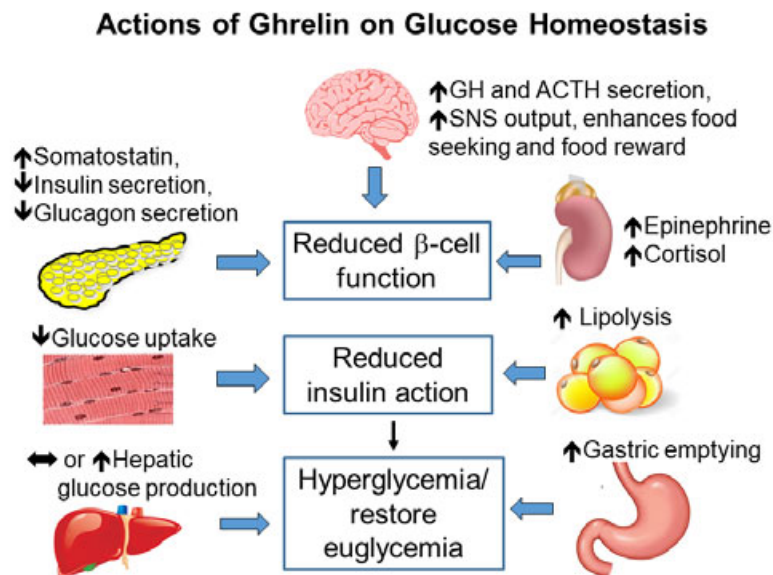 Actions of Ghrelin on Glucose Homeostasis
↑GH and ACTH secretion,
↑SNS output, enhances food
seeking and food reward
↑Somatostatin,
↓Insulin secretion,
↓Glucagon secretion
Reduced β-cell
function
↑Epinephrine
↑Cortisol
↓Glucose uptake
Reduced
insulin action
↑ Lipolysis
↔ or ↑Hepatic
glucose production
Hyperglycemia/
restore
euglycemia
↑Gastric emptying